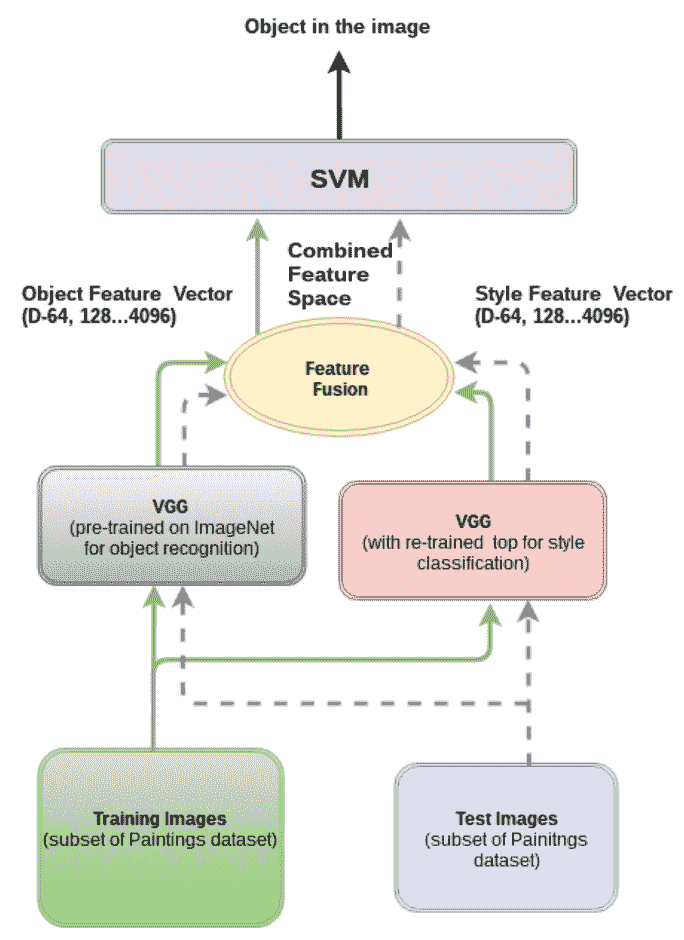 Object in the image
SVM
Combined
Feature
Space
Object Feature Vector
(D-64, 128...4096)
Style Feature Vector
(D-64, 128...4096)
Feature
Fusion
VGG
(pre-trained on ImageNet
for object recognition)
VGG
(with re-trained top for style
classification)
Training Images
(subset of Paintings dataset)
Test Images
(subset of Painitngs
dataset)